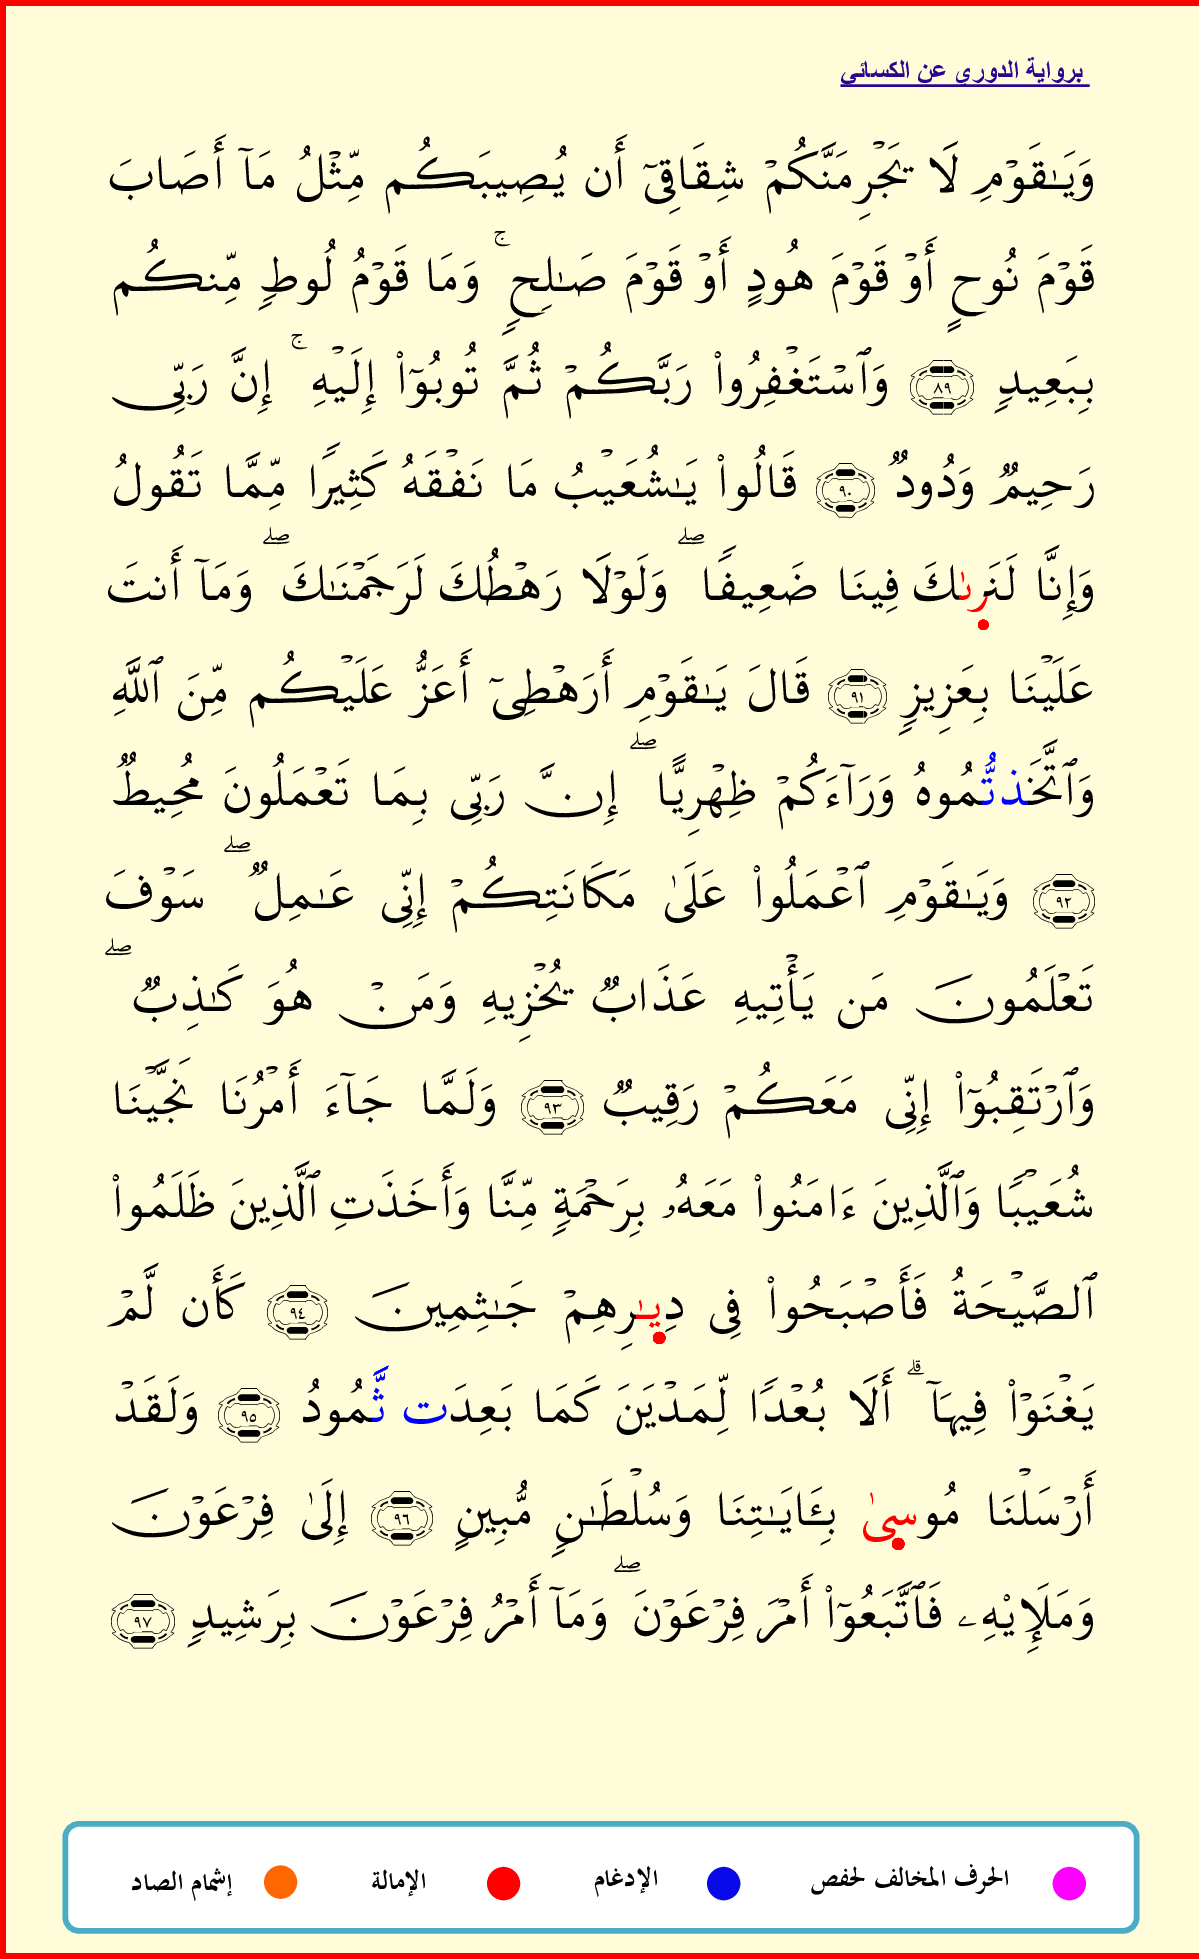 برواية الدوري عن الكسائي
وَيَـٰقَوْمِ لَا يَجْرِمَنَّكُمْ شِقَاقِىٓ أَن يُصِيبَكُم مِّثْلُ مَآ أَصَابَ
قَوْمَ نُوحٍ أَوْ قَوْمَ هُودٍ أَوْ قَوْمَ صَـٰلِحٍ ۚ وَمَا قَوْمُ لُوطٍ مِّنكُم
بِبَعِيدٍ ٨٩ وَٱسْتَغْفِرُوا۟ رَبَّكُمْ ثُمَّ تُوبُوٓا۟ إِلَيْهِ ۚ إِنَّ رَبِّى
رَحِيمٌ وَدُودٌ ٩٠ قَالُوا۟ يَـٰشُعَيْبُ مَا نَفْقَهُ كَثِيرًا مِّمَّا تَقُولُ
وَإِنَّا لَنَرِىٰكَ فِينَا ضَعِيفًا ۖ وَلَوْلَا رَهْطُكَ لَرَجَمْنَـٰكَ ۖ وَمَآ أَنتَ
عَلَيْنَا بِعَزِيزٍ ٩١ قَالَ يَـٰقَوْمِ أَرَهْطِىٓ أَعَزُّ عَلَيْكُم مِّنَ ٱللَّهِ
وَٱتَّخَذتُّمُوهُ وَرَآءَكُمْ ظِهْرِيًّا ۖ إِنَّ رَبِّى بِمَا تَعْمَلُونَ مُحِيطٌ
٩٢ وَيَـٰقَوْمِ ٱعْمَلُوا۟ عَلَىٰ مَكَانَتِكُمْ إِنِّى عَـٰمِلٌ ۖ سَوْفَ
تَعْلَمُونَ مَن يَأْتِيهِ عَذَابٌ يُخْزِيهِ وَمَنْ هُوَ كَـٰذِبٌ ۖ
وَٱرْتَقِبُوٓا۟ إِنِّى مَعَكُمْ رَقِيبٌ ٩٣ وَلَمَّا جَآءَ أَمْرُنَا نَجَّيْنَا
شُعَيْبًا وَٱلَّذِينَ ءَامَنُوا۟ مَعَهُۥ بِرَحْمَةٍ مِّنَّا وَأَخَذَتِ ٱلَّذِينَ ظَلَمُوا۟
ٱلصَّيْحَةُ فَأَصْبَحُوا۟ فِى دِيَـٰرِهِمْ جَـٰثِمِينَ ٩٤ كَأَن لَّمْ
يَغْنَوْا۟ فِيهَآ ۗ أَلَا بُعْدًا لِّمَدْيَنَ كَمَا بَعِدَت ثَّمُودُ ٩٥ وَلَقَدْ
أَرْسَلْنَا مُوسِىٰ بِـَٔايَـٰتِنَا وَسُلْطَـٰنٍ مُّبِينٍ ٩٦ إِلَىٰ فِرْعَوْنَ
وَمَلَإِي۟هِۦ فَٱتَّبَعُوٓا۟ أَمْرَ فِرْعَوْنَ ۖ وَمَآ أَمْرُ فِرْعَوْنَ بِرَشِيدٍ ٩٧
الحرف المخالف لحفص الإدغام الإمالة إشمام الصاد